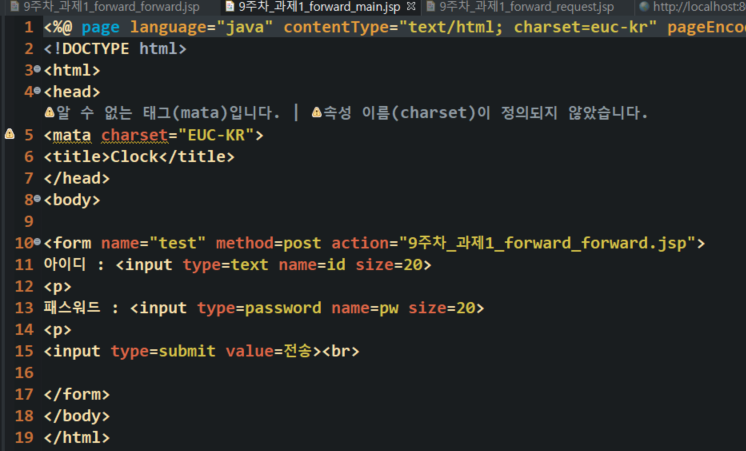 9주차_과제1_forward_forward.jsp 9주차_과제1_forward_main.jsp 9주차_과제1_forward_request.jsp http://localhost:8
1 <%@ page language="java" contentType="text/html; charset=euc-kr" pageEnco
2 <!DOCTYPE html>
3 <html>
4 <head>
알 수 없는 태그(mata)입니다. | 속성 이름(charset)이 정의되지 않았습니다.
5 <mata charset="EUC-KR">
6 <title>Clock</title>
7 </head>
8 <body>
9
10 <form name="test" method=post action="9주차_과제1_forward_forward.jsp">
11 아이디 : <input type=text name=id size=20>
12 <p>
13 패스워드 : <input type=password name=pw size=20>
14 <p>
15 <input type=submit value=전송><br>
16
17 </form>
18 </body>
19 </html>